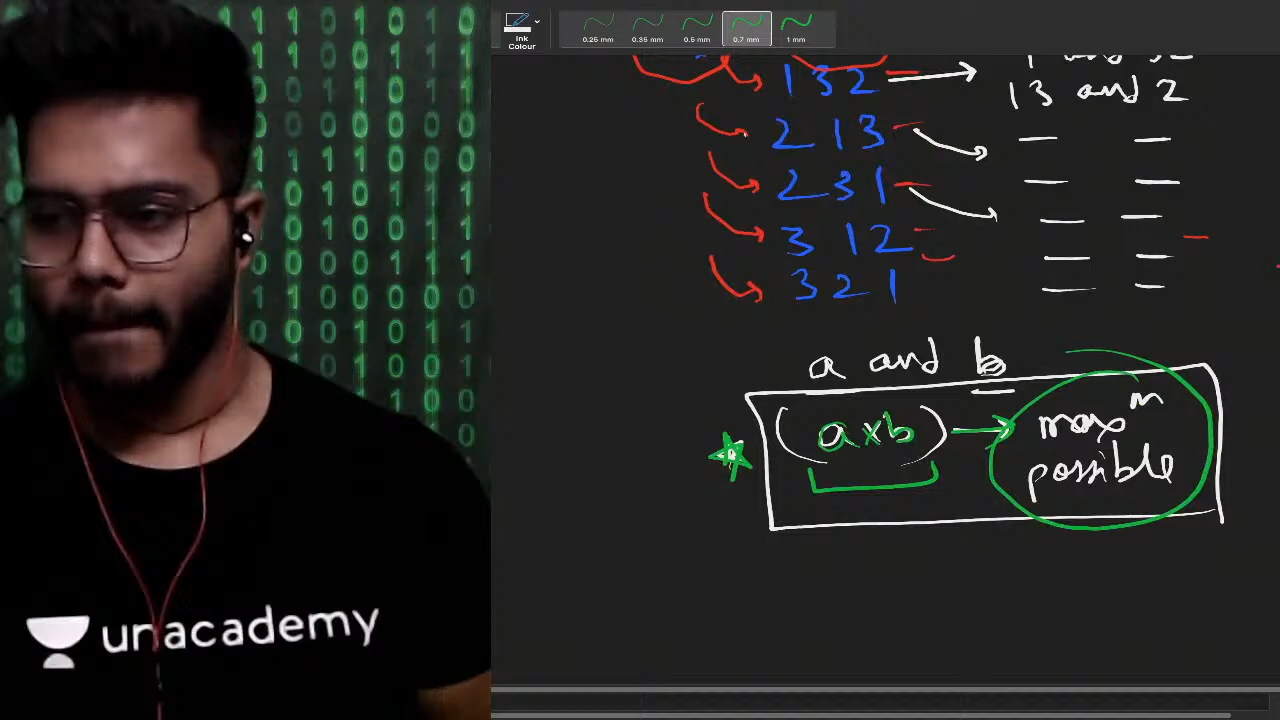 Ink
Colour
0.25 mm
0.35 mm
0.5 mm
0.7 mm
1 mm
132
13 and 2
213
231
312
321
a and b
(a×b) → maxᵐ
possible
unacademy